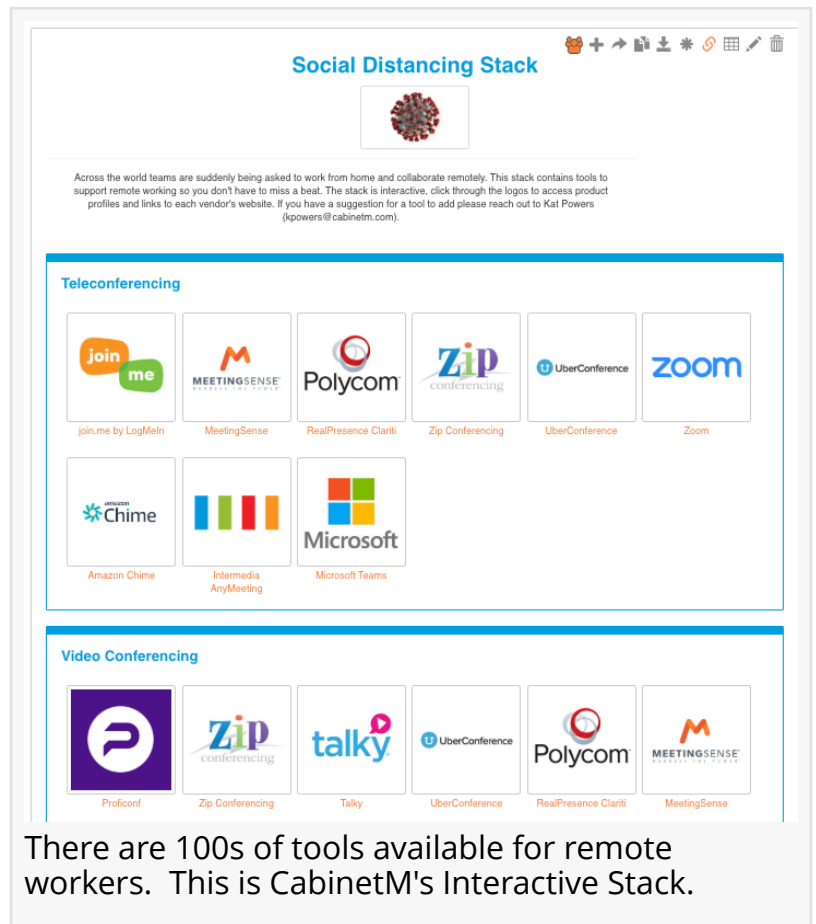 Social Distancing Stack
Across the world teams are suddenly being asked to work from home and collaborate remotely. This stack contains tools to
support remote working so you don't have to miss a beat. The stack is interactive, click through the logos to access product
profiles and links to each vendor's website. If you have a suggestion for a tool to add please reach out to Kat Powers
(kpowers@cabinetm.com).
Teleconferencing
join
me
MEETINGSENSE
HARNESS THE POWER
Polycom
Zip
conferencing
UberConference
zoom
join.me by LogMeIn
MeetingSense
RealPresence Clariti
Zip Conferencing
UberConference
Zoom
amazon
Chime
Microsoft
Amazon Chime
Intermedia
AnyMeeting
Microsoft Teams
Video Conferencing
P
Zip
conferencing
talky
UberConference
Polycom
MEETINGSENSE
HARNESS THE POWER
Proficonf
Zip Conferencing
Talky
UberConference
RealPresence Clariti
MeetingSense
There are 100s of tools available for remote
workers. This is CabinetM's Interactive Stack.